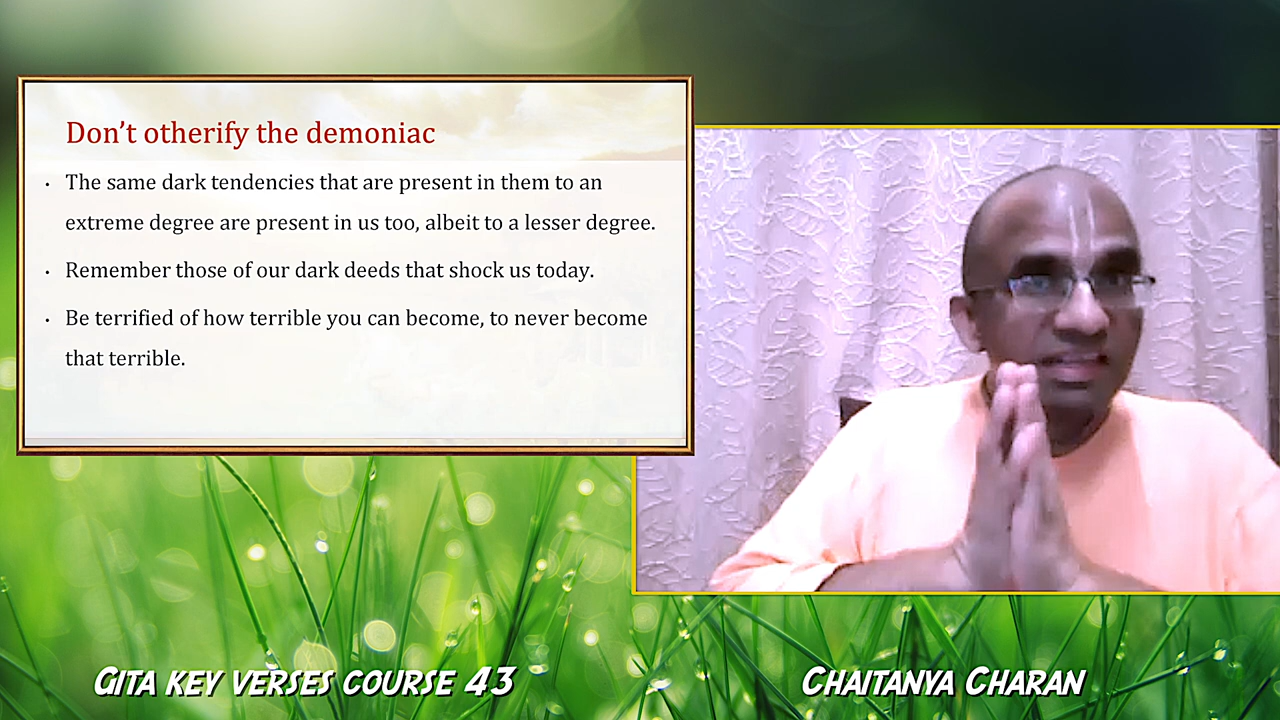 Don't otherify the demoniac
• The same dark tendencies that are present in them to an
extreme degree are present in us too, albeit to a lesser degree.
• Remember those of our dark deeds that shock us today.
• Be terrified of how terrible you can become, to never become
that terrible.
GITA KEY VERSES COURSE 43
CHAITANYA CHARAN